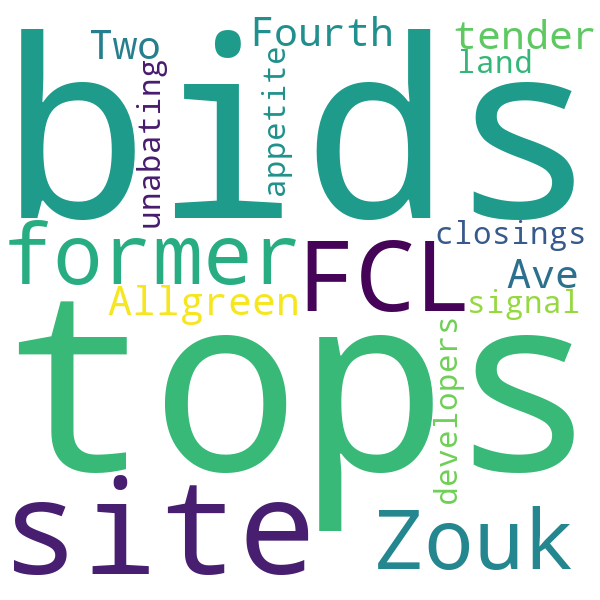 Two
Fourth
tender
land
bids
unabating
appetite
former
closings
FCL
Ave
Allgreen
signal
tops
developers
site
Zouk